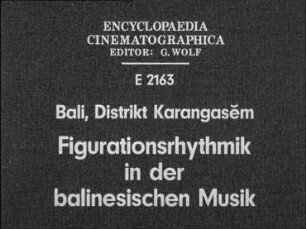 ENCYCLOPAEDIA
CINEMATOGRAPHICA
EDITOR: G. WOLF
E 2163
Bali, Distrikt Karangasĕm
Figurationsrhythmik
in der
balinesischen Musik